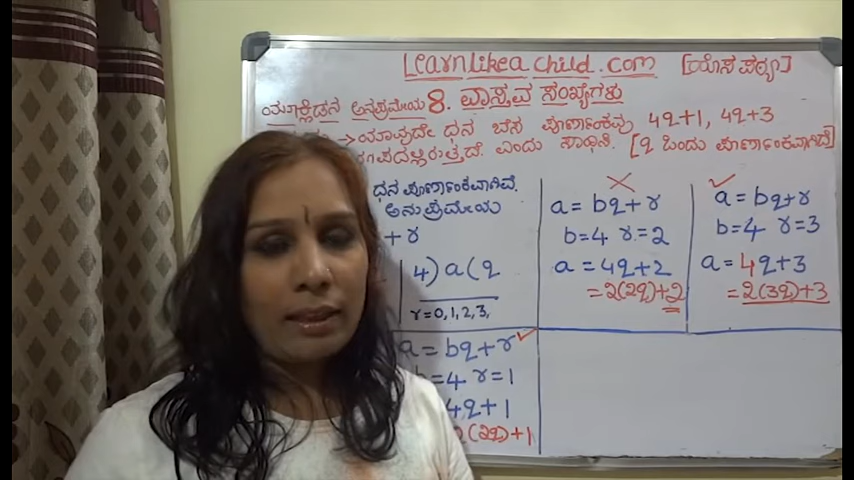 LearnLikeaChild.com [ಯೊಸ ಪಠ್ಯ]
ಯೂಕ್ಲಿಡ್‌ನ ಅನುಪ್ರಮೇಯ 8. ವಾಸ್ತವ ಸಂಖ್ಯೆಗಳು
→ಯಾವುದೇ ಧನ ಬೆಸ ಪೂರ್ಣಾಂಕವು 4q+1, 4q+3
ರೂಪದಲ್ಲಿರುತ್ತದೆ. ಎಂದು ಸಾಧಿಸಿ. [q ಒಂದು ಪೂರ್ಣಾಂಕವಾಗಿದೆ]
ಧನ ಪೂರ್ಣಾಂಕವಾಗಿವೆ.
ಅನುಪ್ರಮೇಯ
+r
4)a(q
r=0,1,2,3,
a=bq+r ✓
b=4 r=1
4q+1
2(2q)+1
✗
a=bq+r
b=4 r=2
a=4q+2
=2(2q)+2
✓
a=bq+r
b=4 r=3
a=4q+3
=2(3q)+3